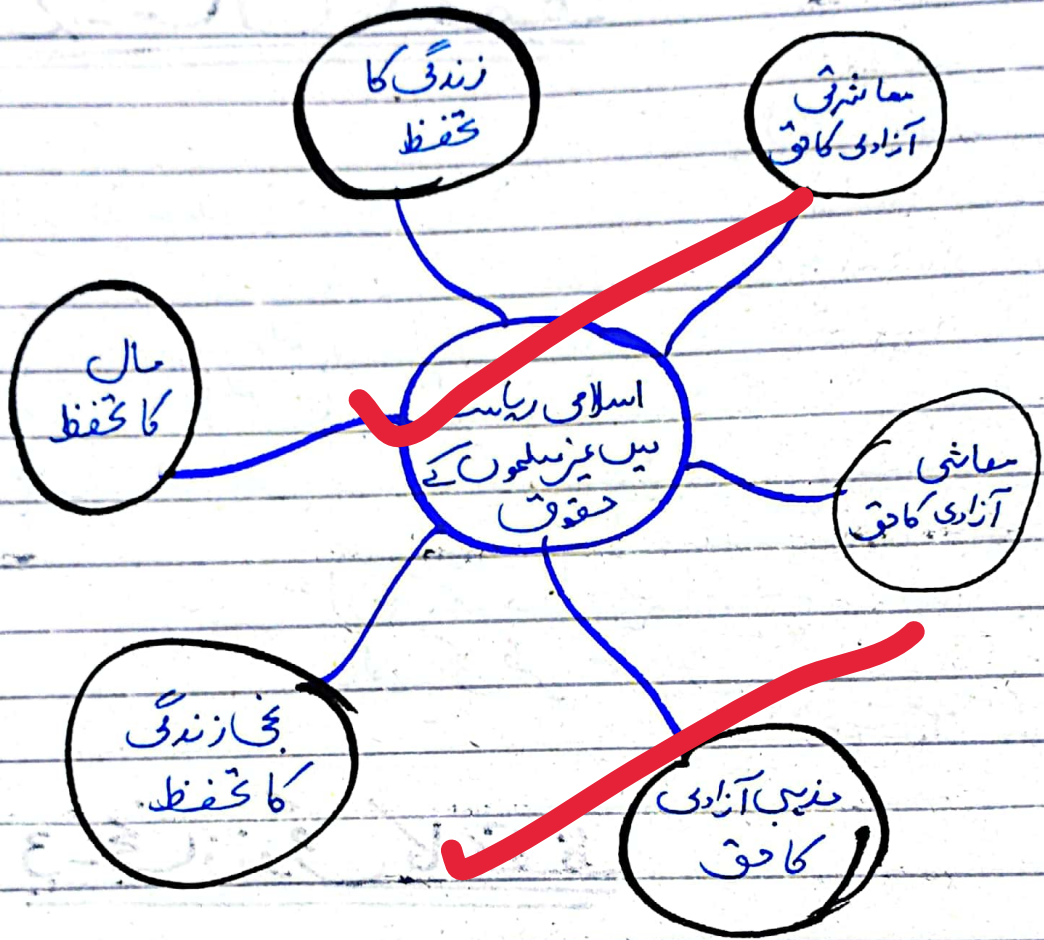 زندگی کا
تحفظ
معاشرتی
آزادی کا حق
مال
کا تحفظ
اسلامی ریاست
میں غیر مسلموں کے
حقوق
معاشی
آزادی کا حق
نجی زندگی
کا تحفظ
مذہبی آزادی
کا حق